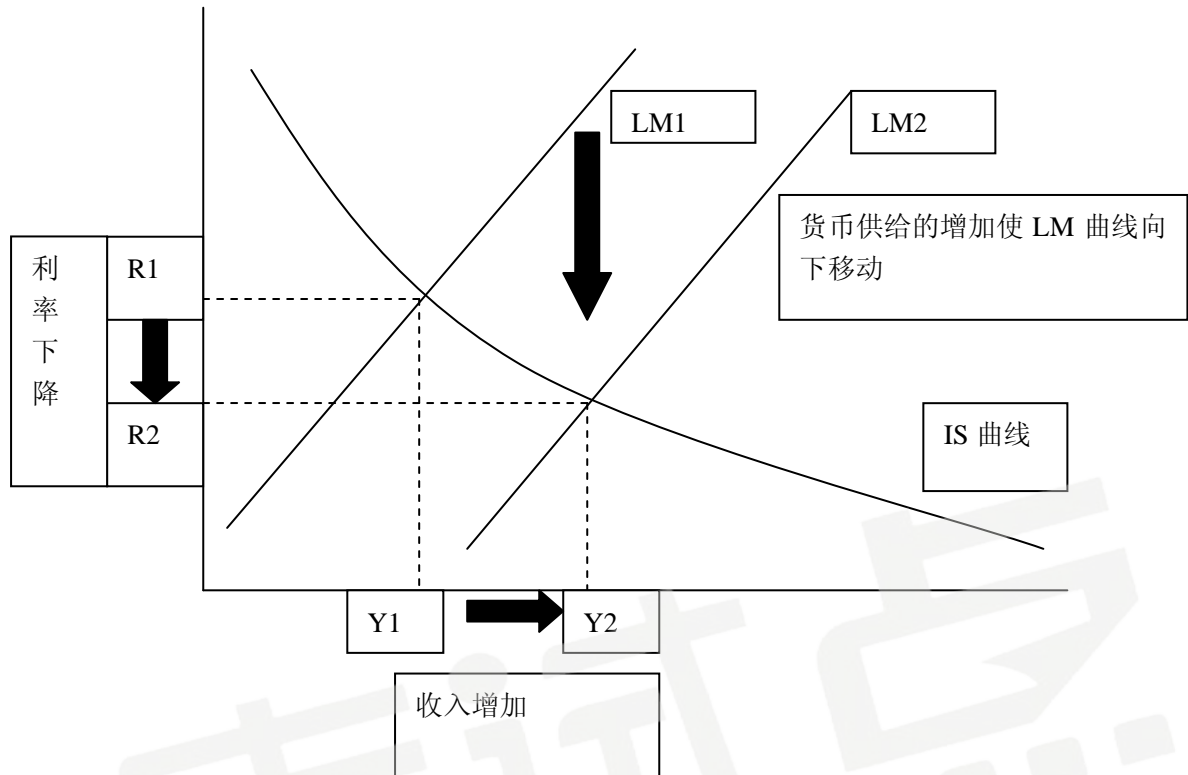 LM1
LM2
货币供给的增加使 LM 曲线向
下移动
利
率
下
降
R1
R2
IS 曲线
Y1
Y2
收入增加